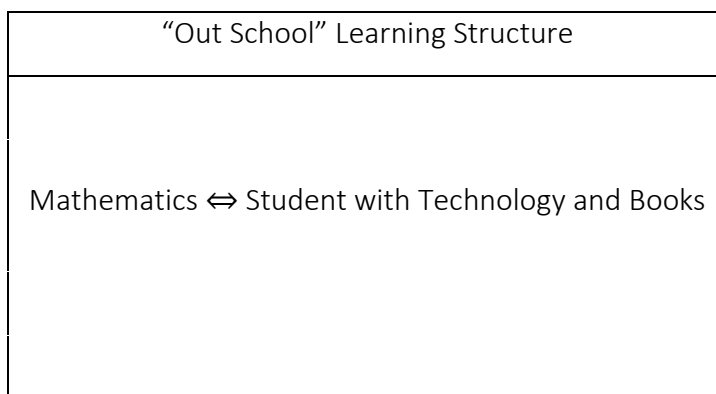 “Out School” Learning Structure
Mathematics ⇔ Student with Technology and Books